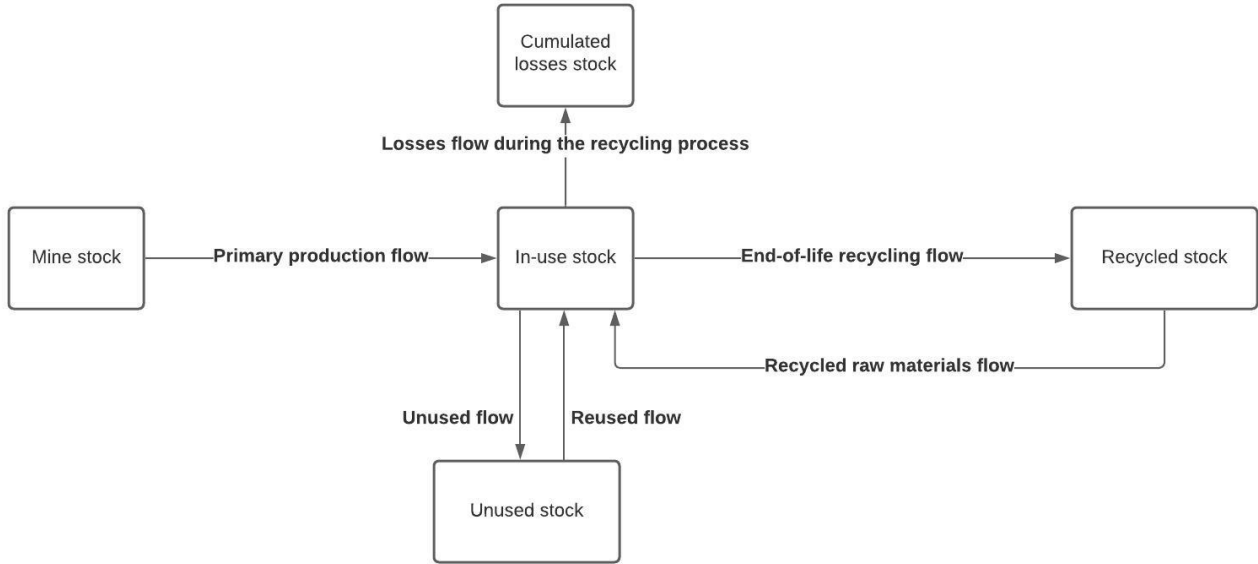 Cumulated
losses stock
Losses flow during the recycling process
Mine stock
Primary production flow
In-use stock
End-of-life recycling flow
Recycled stock
Recycled raw materials flow
Unused flow
Reused flow
Unused stock